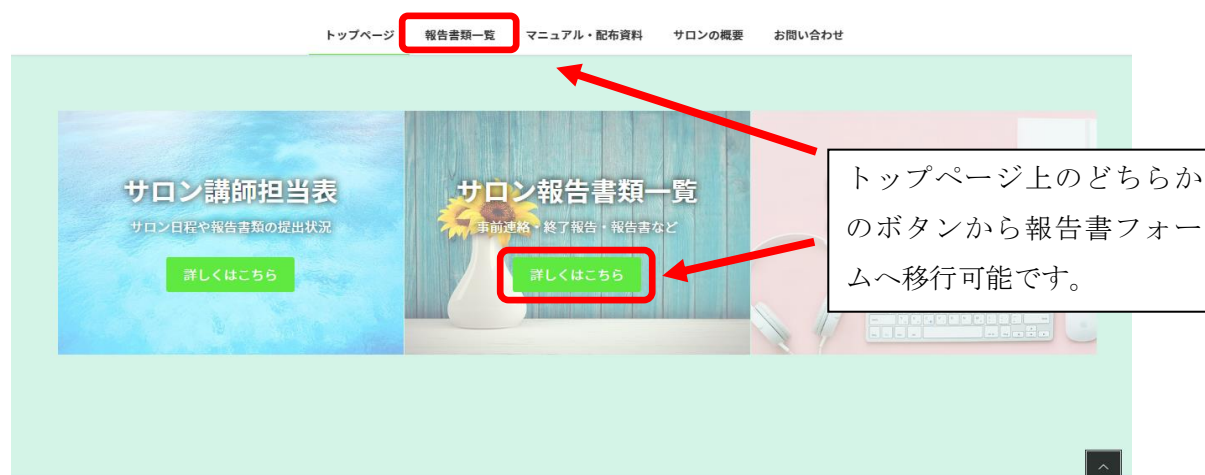 トップページ 報告書類一覧 マニュアル・配布資料 サロンの概要 お問い合わせ
サロン講師担当表
サロン日程や報告書類の提出状況
詳しくはこちら
サロン報告書類一覧
事前連絡・終了報告・報告書など
詳しくはこちら
トップページ上のどちらか
のボタンから報告書フォー
ムへ移行可能です。